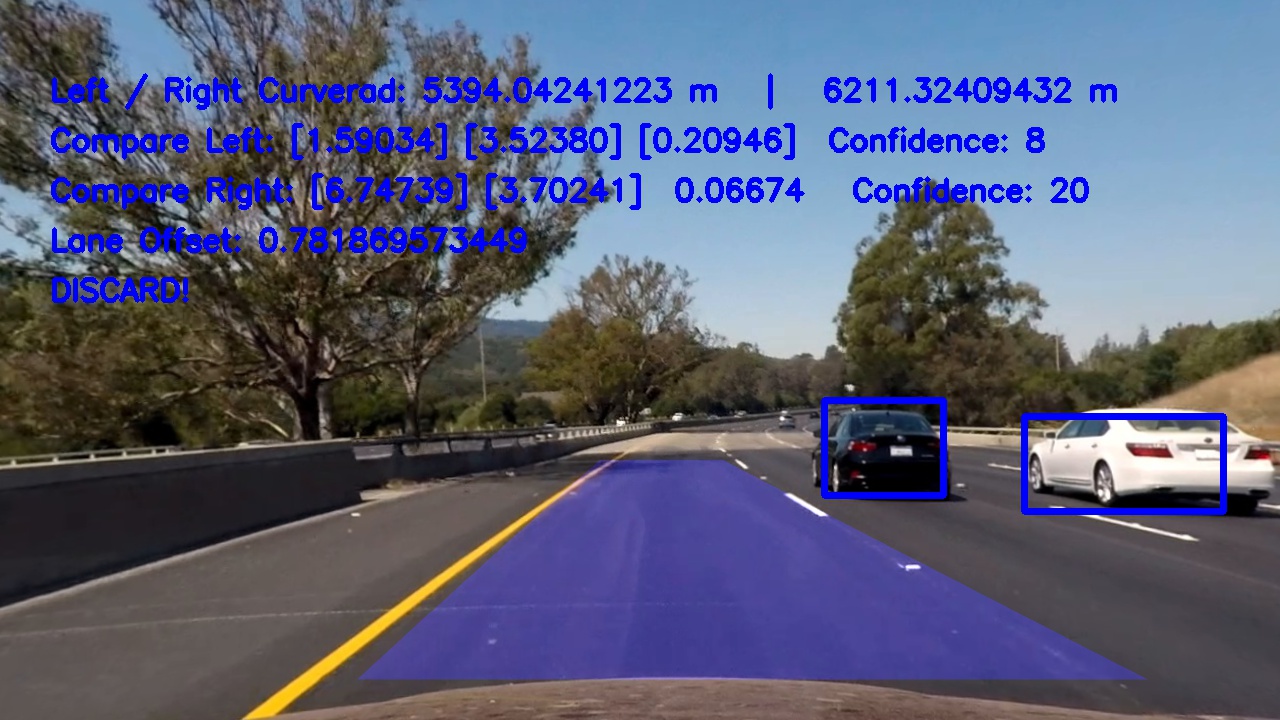 Left / Right Curverad: 5394.04241223 m | 6211.32409432 m
Compare Left: [1.59034] [3.52380] [0.20946] Confidence: 8
Compare Right: [6.74739] [3.70241] 0.06674 Confidence: 20
Lane Offset: 0.781869573449
DISCARD!